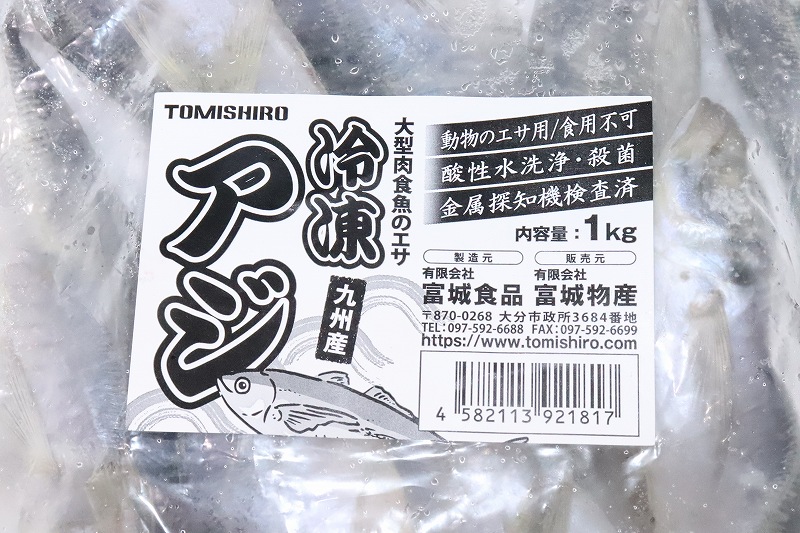 TOMISHIRO
大型肉食魚のエサ
冷凍
アジ
九州産
動物のエサ用/食用不可
酸性水洗浄・殺菌
金属探知機検査済
内容量:1kg
製造元 販売元
有限会社 有限会社
富城食品 富城物産
〒870-0268 大分市政所3684番地
TEL:097-592-6688 FAX:097-592-6699
https://www.tomishiro.com
4 582113 921817